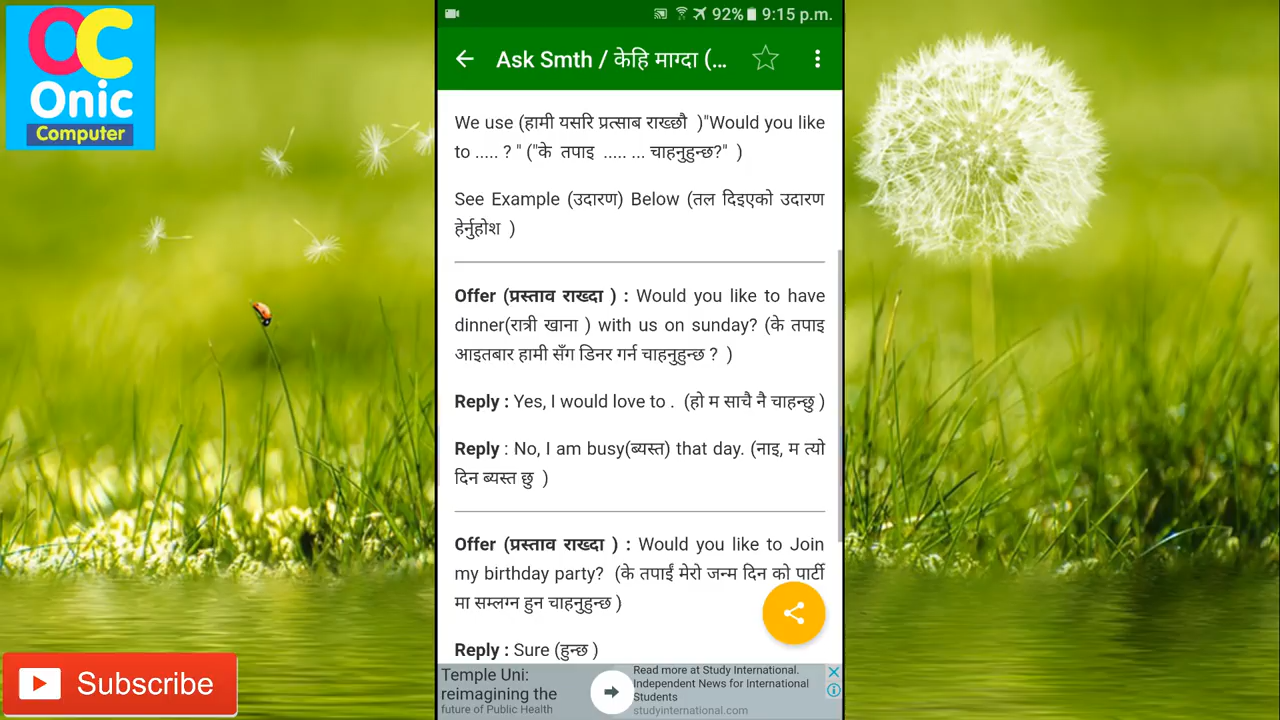 OC
Onic
Computer
92% 9:15 p.m.
Ask Smth / केहि माग्दा (...
We use (हामी यसरि प्रत्साब राख्छौ )"Would you like
to ..... ? " ("के तपाइ ..... ... चाहनुहुन्छ?" )
See Example (उदारण) Below (तल दिइएको उदारण
हेर्नुहोश )
Offer (प्रस्ताव राख्दा ) : Would you like to have
dinner(रात्री खाना ) with us on sunday? (के तपाइ
आइतबार हामी सँग डिनर गर्न चाहनुहुन्छ ? )
Reply : Yes, I would love to . (हो म साचै नै चाहन्छु )
Reply : No, I am busy(ब्यस्त) that day. (नाइ, म त्यो
दिन ब्यस्त छु )
Offer (प्रस्ताव राख्दा ) : Would you like to Join
my birthday party? (के तपाईं मेरो जन्म दिन को पार्टी
मा सम्लग्न हुन चाहनुहुन्छ )
Reply : Sure (हुन्छ )
Temple Uni:
reimagining the
future of Public Health
Read more at Study International.
Independent News for International
Students
studyinternational.com
Subscribe